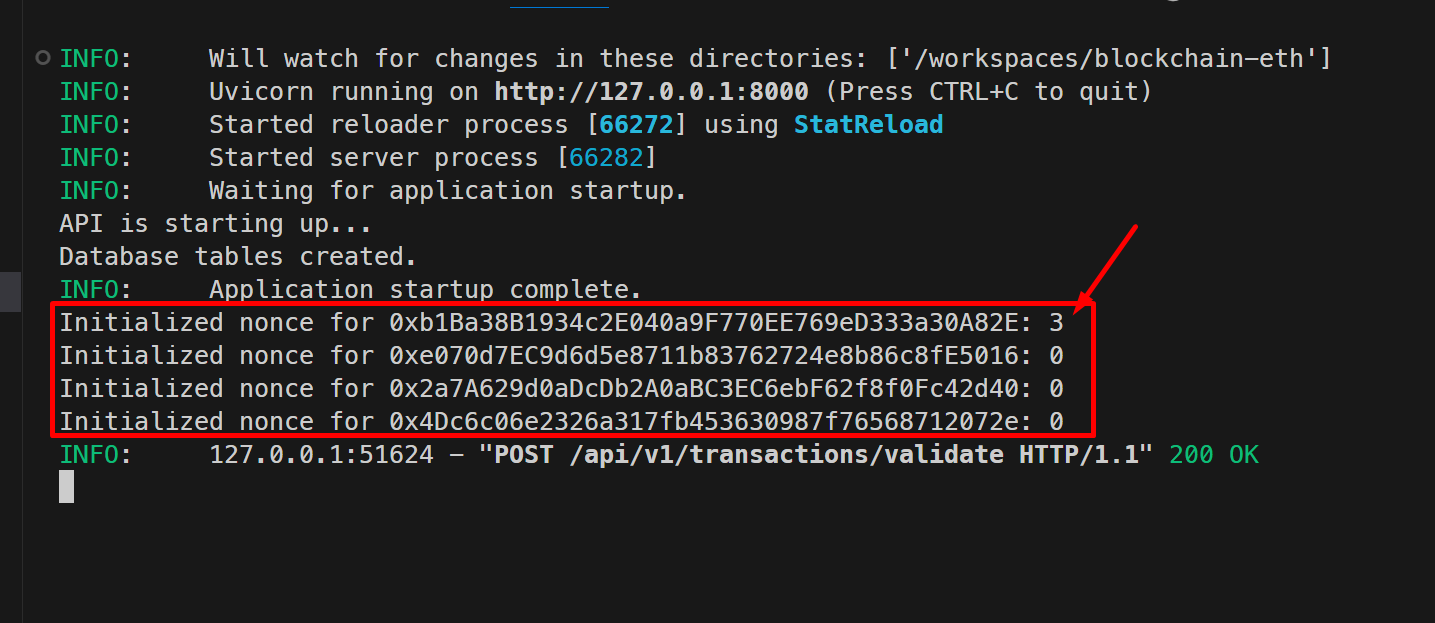 INFO:     Will watch for changes in these directories: ['/workspaces/blockchain-eth']
INFO:     Uvicorn running on http://127.0.0.1:8000 (Press CTRL+C to quit)
INFO:     Started reloader process [66272] using StatReload
INFO:     Started server process [66282]
INFO:     Waiting for application startup.
API is starting up...
Database tables created.
INFO:     Application startup complete.
Initialized nonce for 0xb1Ba38B1934c2E040a9F770EE769eD333a30A82E: 3
Initialized nonce for 0xe070d7EC9d6d5e8711b83762724e8b86c8fE5016: 0
Initialized nonce for 0x2a7A629d0aDcDb2A0aBC3EC6ebF62f8f0Fc42d40: 0
Initialized nonce for 0x4Dc6c06e2326a317fb453630987f76568712072e: 0
INFO:     127.0.0.1:51624 - "POST /api/v1/transactions/validate HTTP/1.1" 200 OK